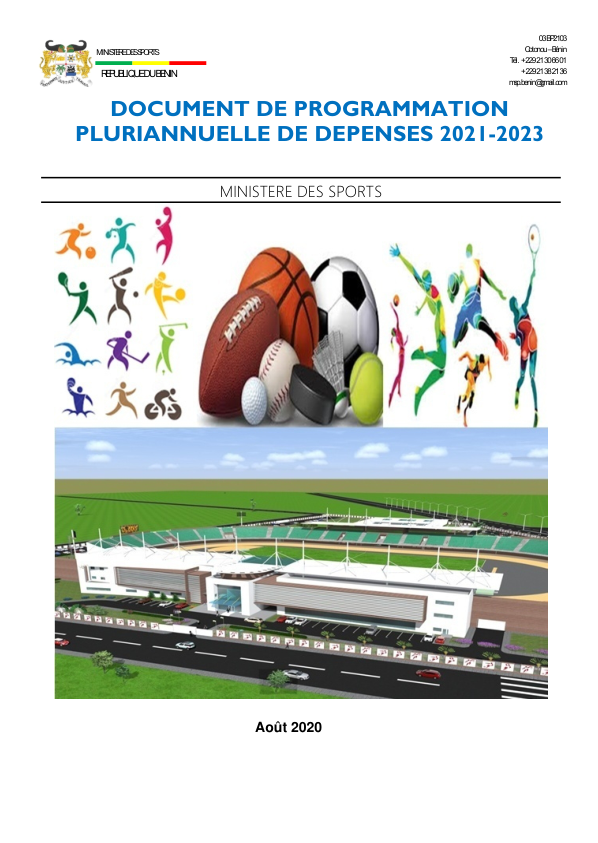 MINISTERE DES SPORTS
REPUBLIQUE DU BENIN
03 BP 2103
Cotonou – Bénin
Tél. : +229 21 30 66 01
+229 21 38 21 36
msp.benin@gmail.com
DOCUMENT DE PROGRAMMATION
PLURIANNUELLE DE DEPENSES 2021-2023
MINISTERE DES SPORTS
Août 2020